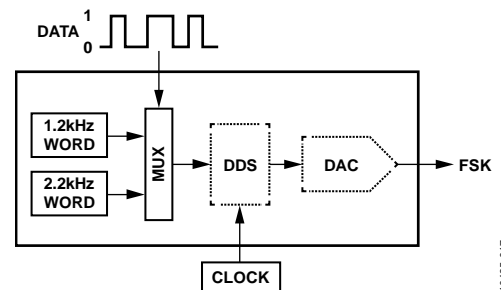 DATA
1
0
1.2kHz
WORD
2.2kHz
WORD
MUX
DDS
DAC
FSK
CLOCK